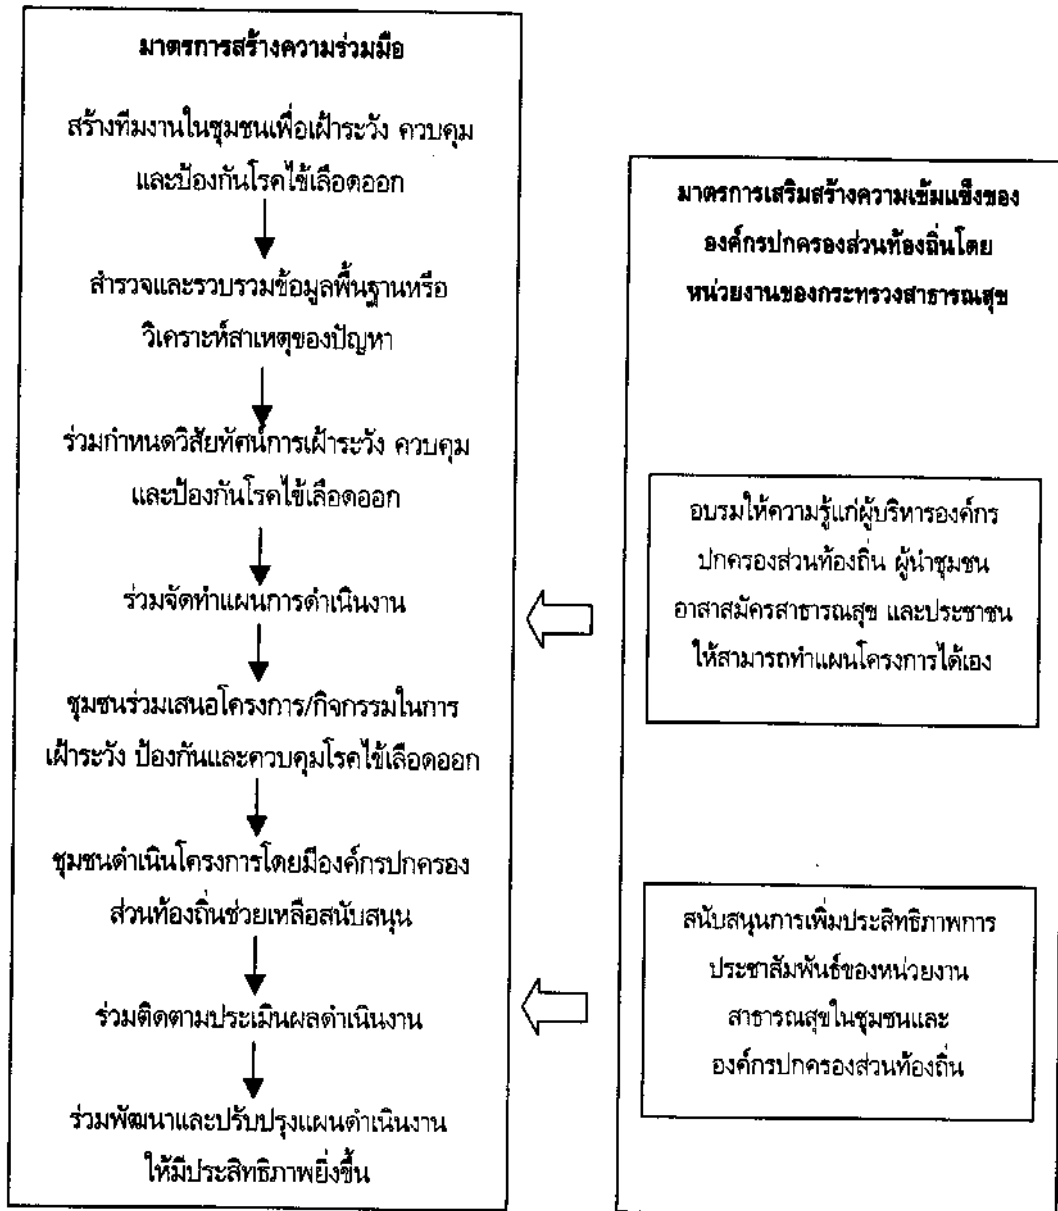 มาตรการสร้างความร่วมมือ
สร้างทีมงานในชุมชนเพื่อเฝ้าระวัง ควบคุม
และป้องกันโรคไข้เลือดออก
สำรวจและรวบรวมข้อมูลพื้นฐานหรือ
วิเคราะห์สาเหตุของปัญหา
ร่วมกำหนดวิสัยทัศน์การเฝ้าระวัง ควบคุม
และป้องกันโรคไข้เลือดออก
ร่วมจัดทำแผนการดำเนินงาน
ชุมชนร่วมเสนอโครงการ/กิจกรรมในการ
เฝ้าระวัง ป้องกันและควบคุมโรคไข้เลือดออก
ชุมชนดำเนินโครงการโดยมีองค์กรปกครอง
ส่วนท้องถิ่นช่วยเหลือสนับสนุน
ร่วมติดตามประเมินผลดำเนินงาน
ร่วมพัฒนาและปรับปรุงแผนดำเนินงาน
ให้มีประสิทธิภาพยิ่งขึ้น
มาตรการเสริมสร้างความเข้มแข็งของ
องค์กรปกครองส่วนท้องถิ่นโดย
หน่วยงานของกระทรวงสาธารณสุข
อบรมให้ความรู้แก่ผู้บริหารองค์กร
ปกครองส่วนท้องถิ่น ผู้นำชุมชน
อาสาสมัครสาธารณสุข และประชาชน
ให้สามารถทำแผนโครงการได้เอง
สนับสนุนการเพิ่มประสิทธิภาพการ
ประชาสัมพันธ์ของหน่วยงาน
สาธารณสุขในชุมชนและ
องค์กรปกครองส่วนท้องถิ่น